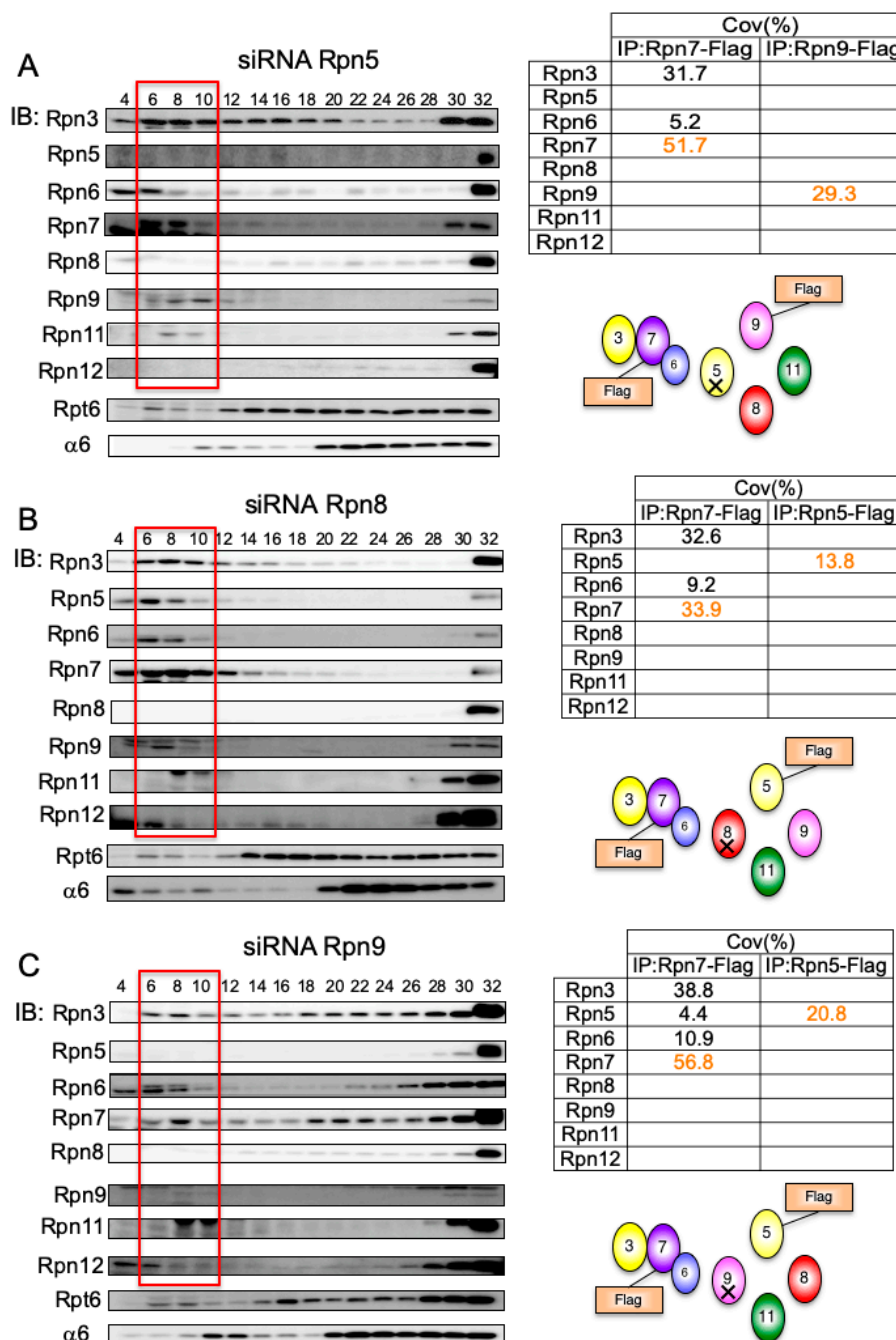 A
siRNA Rpn5
4 6 8 10 12 14 16 18 20 22 24 26 28 30 32
IB: Rpn3
Rpn5
Rpn6
Rpn7
Rpn8
Rpn9
Rpn11
Rpn12
Rpt6
α6
Cov(%)
IP:Rpn7-Flag IP:Rpn9-Flag
Rpn3 31.7
Rpn5
Rpn6 5.2
Rpn7 51.7
Rpn8
Rpn9 29.3
Rpn11
Rpn12
Flag
9
3 7
6 5 11
Flag
8
B
siRNA Rpn8
4 6 8 10 12 14 16 18 20 22 24 26 28 30 32
IB: Rpn3
Rpn5
Rpn6
Rpn7
Rpn8
Rpn9
Rpn11
Rpn12
Rpt6
α6
Cov(%)
IP:Rpn7-Flag IP:Rpn5-Flag
Rpn3 32.6
Rpn5 13.8
Rpn6 9.2
Rpn7 33.9
Rpn8
Rpn9
Rpn11
Rpn12
Flag
5
3 7
6 8 9
Flag
11
C
siRNA Rpn9
4 6 8 10 12 14 16 18 20 22 24 26 28 30 32
IB: Rpn3
Rpn5
Rpn6
Rpn7
Rpn8
Rpn9
Rpn11
Rpn12
Rpt6
α6
Cov(%)
IP:Rpn7-Flag IP:Rpn5-Flag
Rpn3 38.8
Rpn5 4.4 20.8
Rpn6 10.9
Rpn7 56.8
Rpn8
Rpn9
Rpn11
Rpn12
Flag
5
3 7
6 9 8
Flag
11